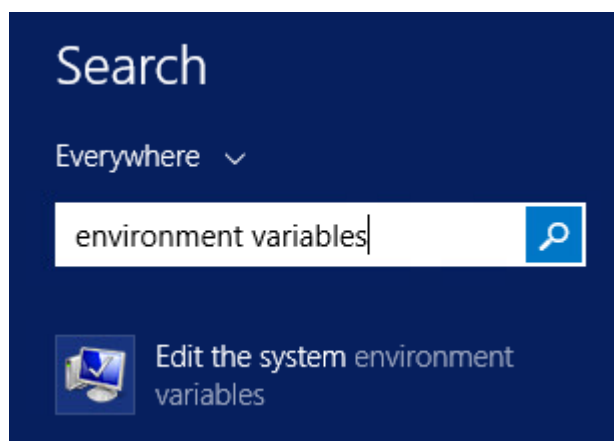 Search
Everywhere
environment variables
Edit the system environment
variables